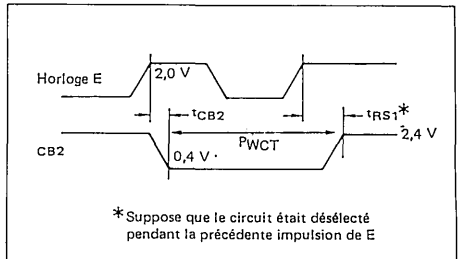 Horloge E
2,0 V
tCB2
tRS1*
PWCT
2,4 V
CB2
0,4 V
* Suppose que le circuit était désélecté
pendant la précédente impulsion de E